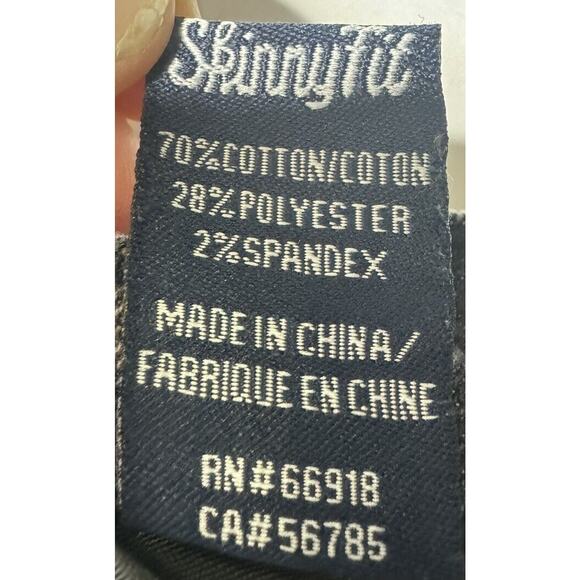 SkinnyFit
70%COTTON/COTON
28%POLYESTER
2%SPANDEX
MADE IN CHINA/
FABRIQUE EN CHINE
RN#66918
CA#56785